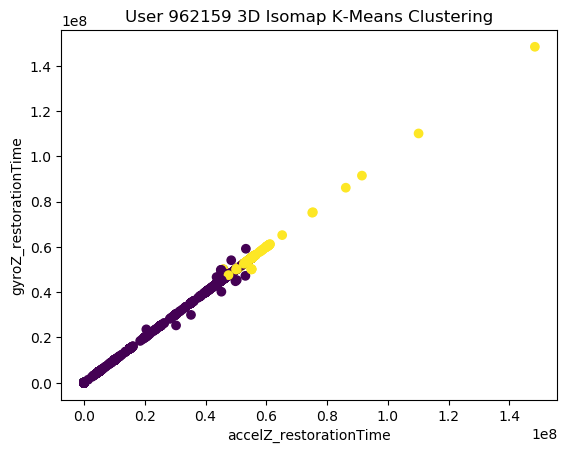 User 962159 3D Isomap K-Means Clustering
1e8
1.4
1.2
1.0
0.8
0.6
0.4
0.2
0.0
gyroZ_restorationTime
0.0 0.2 0.4 0.6 0.8 1.0 1.2 1.4
1e8
accelZ_restorationTime